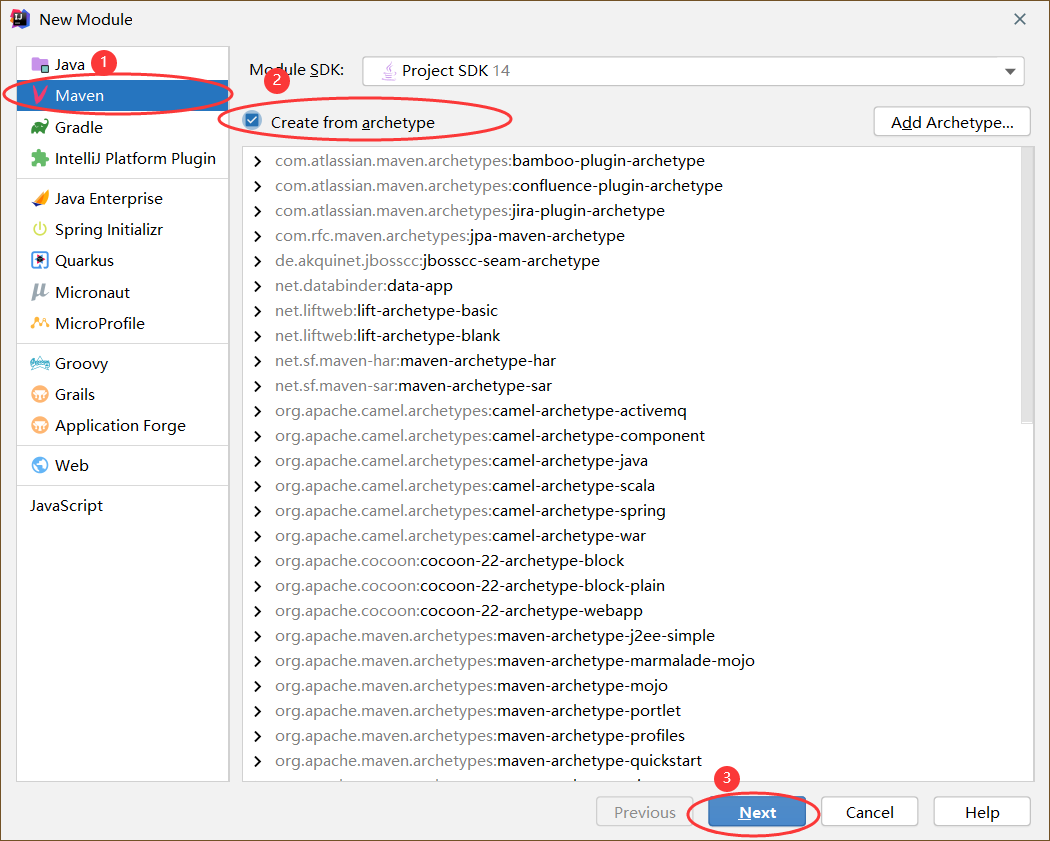 New Module
Java
1
Maven
Gradle
IntelliJ Platform Plugin
Java Enterprise
Spring Initializr
Quarkus
Micronaut
MicroProfile
Groovy
Grails
Application Forge
Web
JavaScript
Module SDK:
Project SDK 14
2
Create from archetype
Add Archetype...
com.atlassian.maven.archetypes:bamboo-plugin-archetype
com.atlassian.maven.archetypes:confluence-plugin-archetype
com.atlassian.maven.archetypes:jira-plugin-archetype
com.rfc.maven.archetypes:jpa-maven-archetype
de.akquinet.jbosscc:jbosscc-seam-archetype
net.databinder:data-app
net.liftweb:lift-archetype-basic
net.liftweb:lift-archetype-blank
net.sf.maven-har:maven-archetype-har
net.sf.maven-sar:maven-archetype-sar
org.apache.camel.archetypes:camel-archetype-activemq
org.apache.camel.archetypes:camel-archetype-component
org.apache.camel.archetypes:camel-archetype-java
org.apache.camel.archetypes:camel-archetype-scala
org.apache.camel.archetypes:camel-archetype-spring
org.apache.camel.archetypes:camel-archetype-war
org.apache.cocoon:cocoon-22-archetype-block
org.apache.cocoon:cocoon-22-archetype-block-plain
org.apache.cocoon:cocoon-22-archetype-webapp
org.apache.maven.archetypes:maven-archetype-j2ee-simple
org.apache.maven.archetypes:maven-archetype-marmalade-mojo
org.apache.maven.archetypes:maven-archetype-mojo
org.apache.maven.archetypes:maven-archetype-portlet
org.apache.maven.archetypes:maven-archetype-profiles
org.apache.maven.archetypes:maven-archetype-quickstart
3
Previous
Next
Cancel
Help